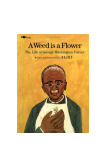 A Weed is a Flower
The Life of George Washington Carver
ALIKI